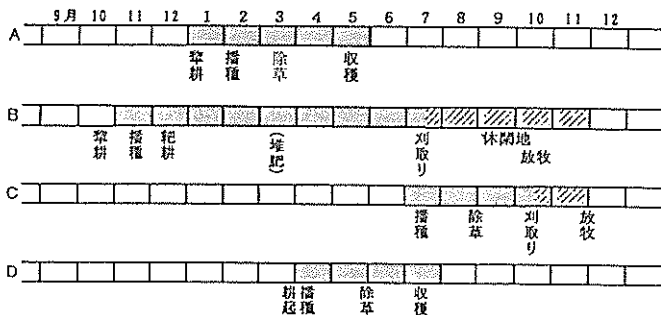 9月 10 11 12 1 2 3 4 5 6 7 8 9 10 11 12
A
犂耕 播種 除草 収穫
B
犂耕 播種 耙耕 (堆肥) 刈取り 休閑地 放牧
C
播種 除草 刈取り 放牧
D
耕起 播種 除草 収穫